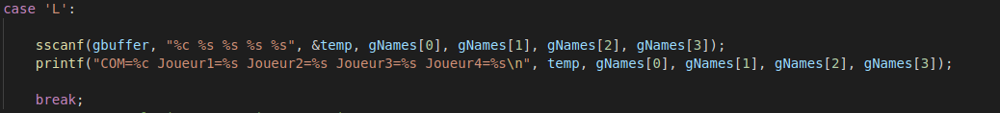 case 'L':
sscanf(gbuffer, "%c %s %s %s %s", &temp, gNames[0], gNames[1], gNames[2], gNames[3]);
printf("COM=%c Joueur1=%s Joueur2=%s Joueur3=%s Joueur4=%s\n", temp, gNames[0], gNames[1], gNames[2], gNames[3]);
break;